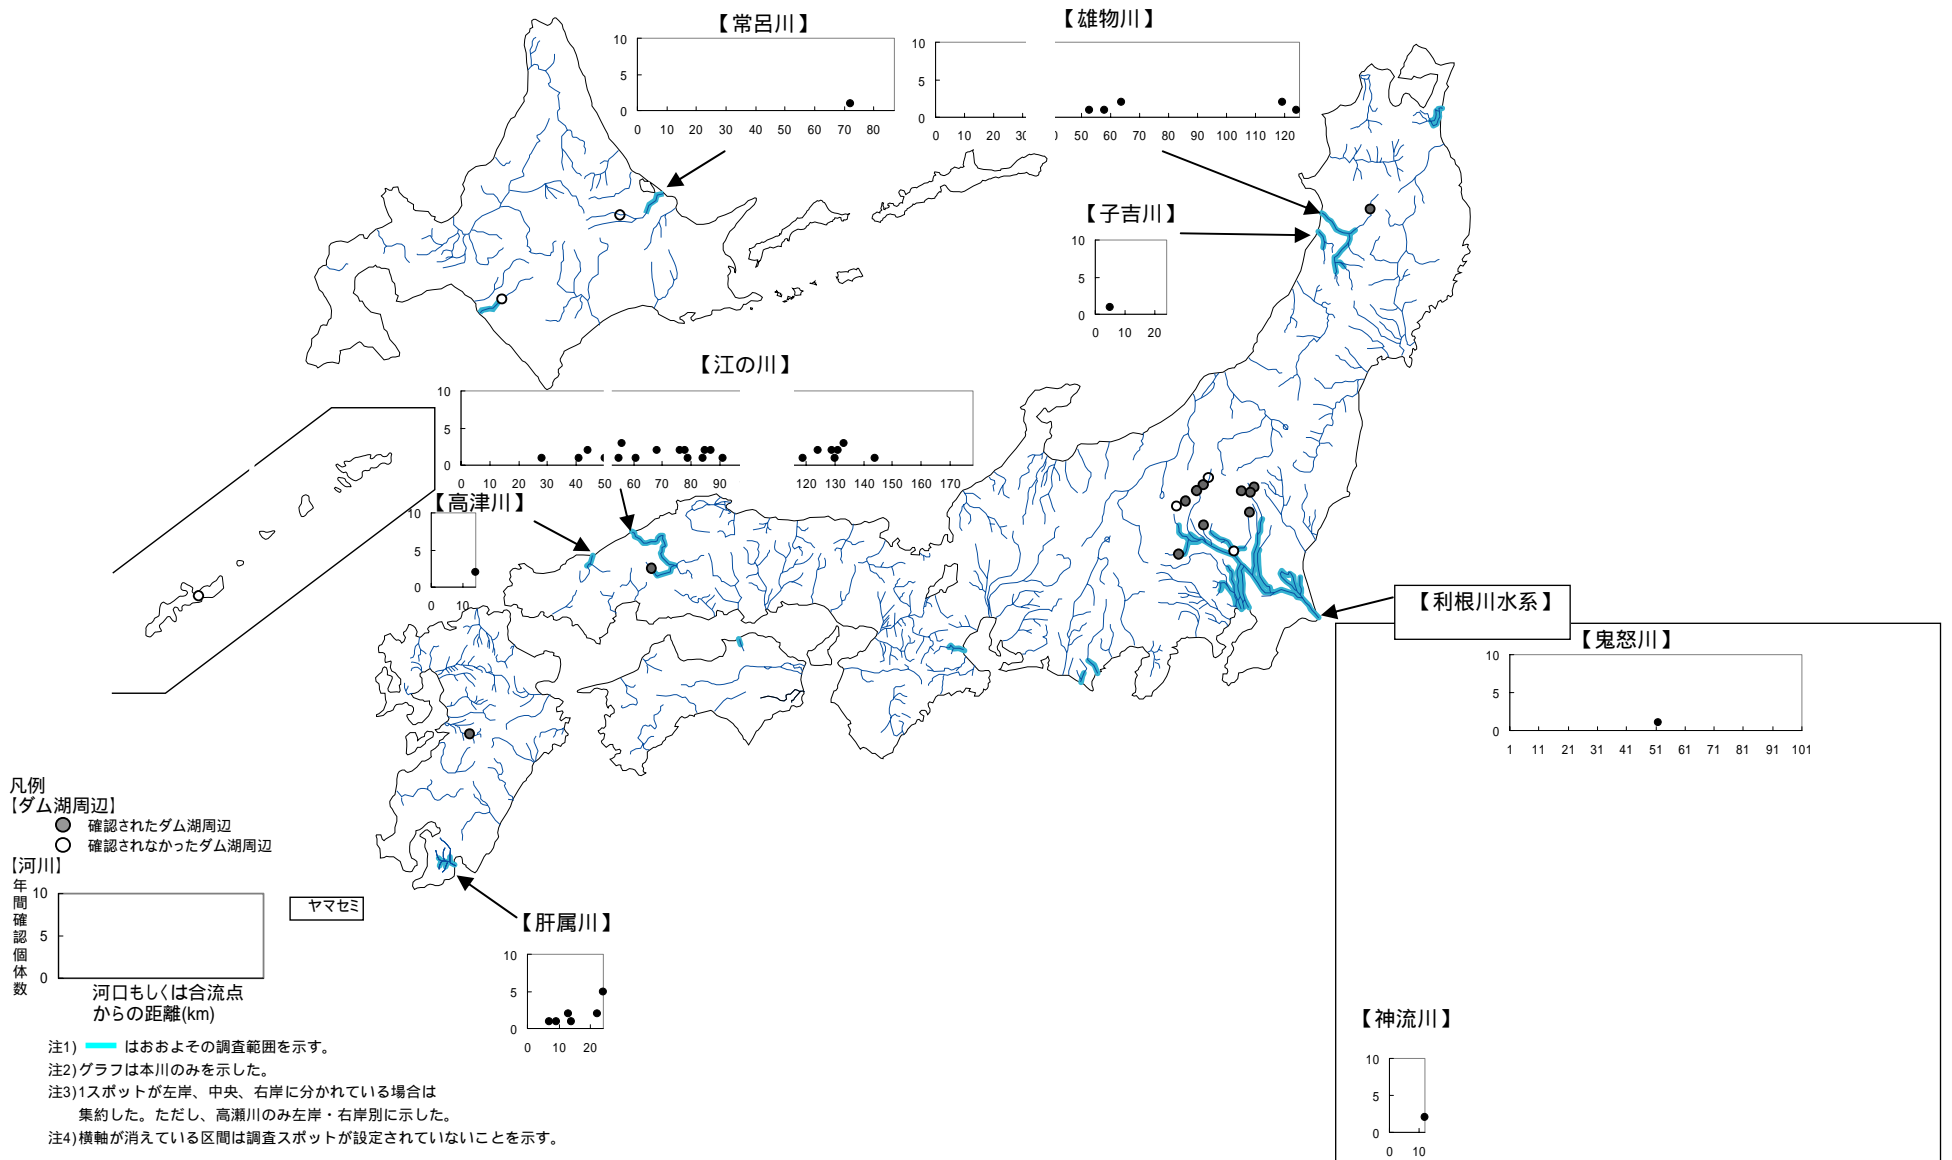 【常呂川】
10
5
0
0 10 20 30 40 50 60 70 80
【雄物川】
10
5
0
0 10 20 30
50 60 70 80 90 100 110 120
【子吉川】
10
5
0
0 10 20
【江の川】
10
5
0
0 10 20 30 40 50 60 70 80 90
120 130 140 150 160 170
【高津川】
10
5
0
0 10
【利根川水系】
【鬼怒川】
10
5
0
1 11 21 31 41 51 61 71 81 91 101
凡例
【ダム湖周辺】
確認されたダム湖周辺
確認されなかったダム湖周辺
【河川】
年間確認個体数
10
5
0
河口もしくは合流点
からの距離(km)
ヤマセミ
【肝属川】
10
5
0
0 10 20
【神流川】
10
5
0
0 10
注1) はおおよその調査範囲を示す。
注2)グラフは本川のみを示した。
注3)1スポットが左岸、中央、右岸に分かれている場合は
集約した。ただし、高瀬川のみ左岸・右岸別に示した。
注4)横軸が消えている区間は調査スポットが設定されていないことを示す。